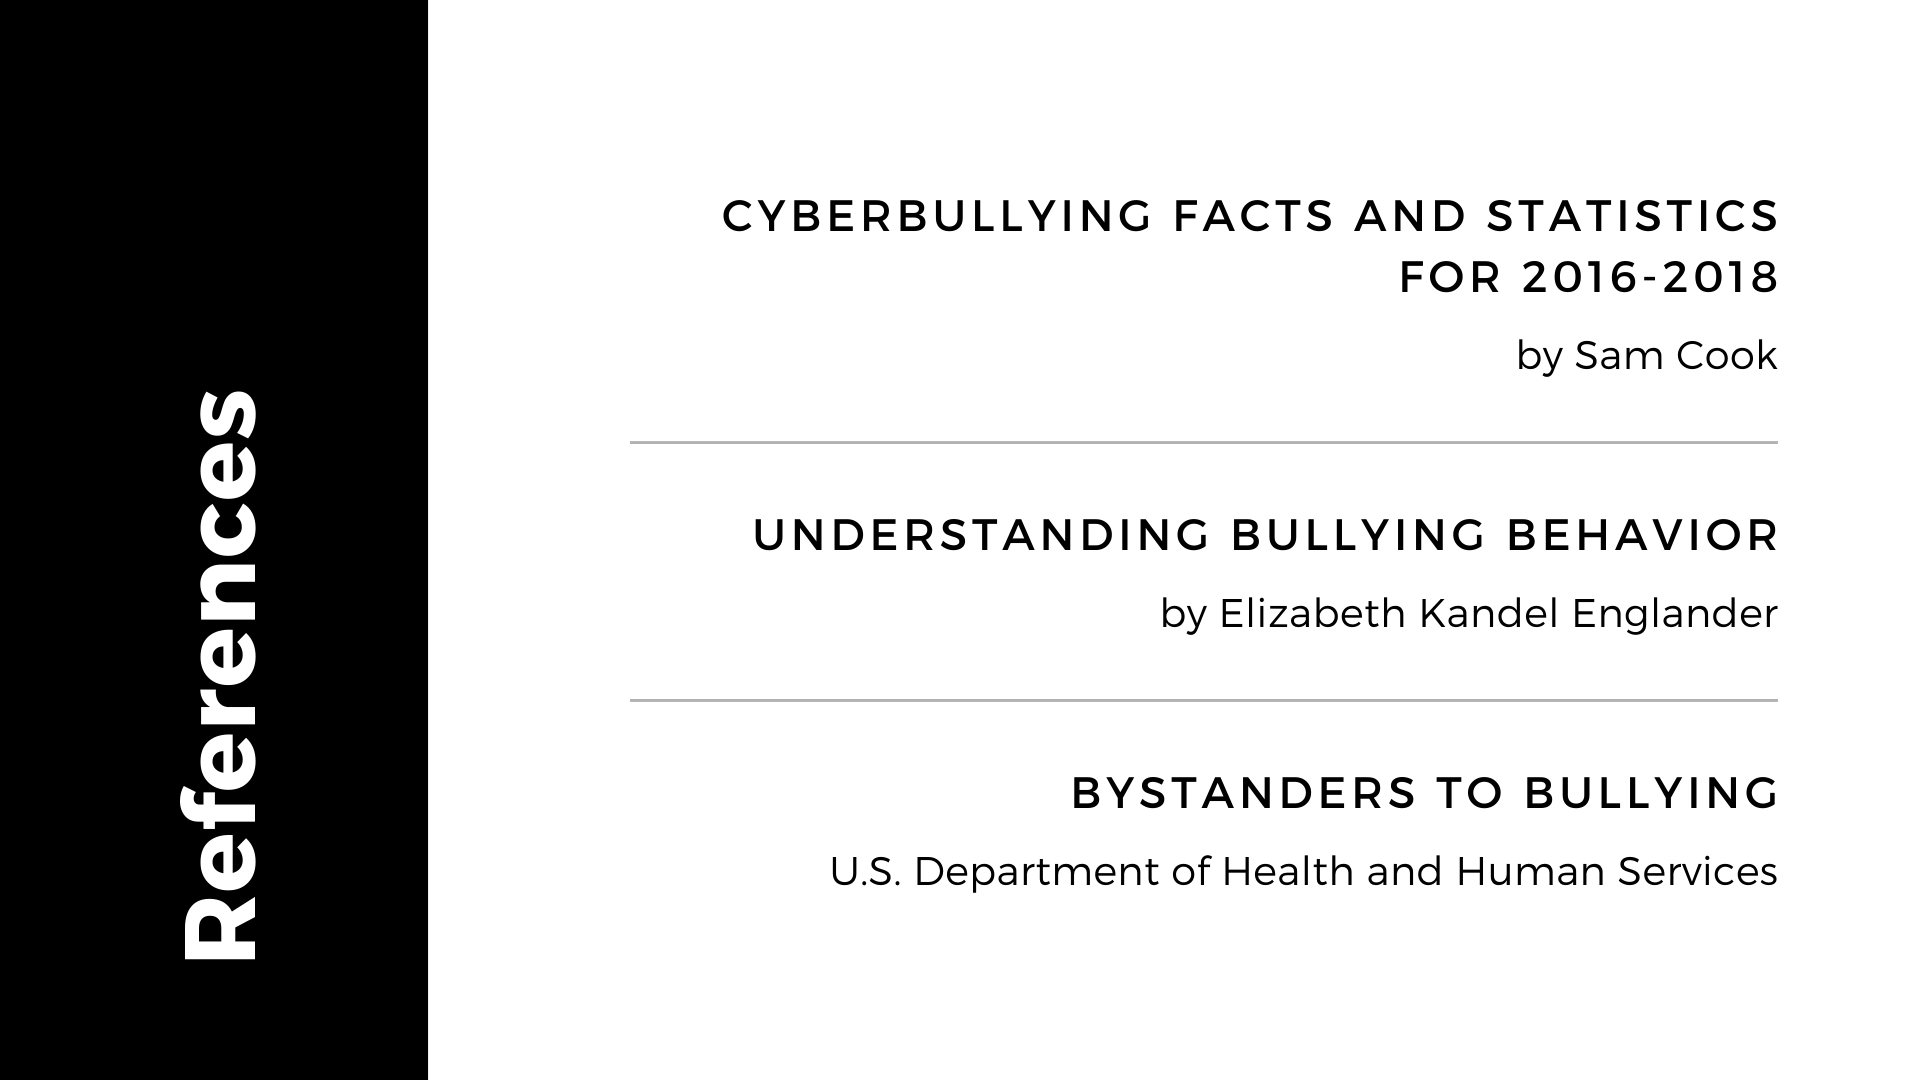 References
CYBERBULLYING FACTS AND STATISTICS
FOR 2016-2018
by Sam Cook
UNDERSTANDING BULLYING BEHAVIOR
by Elizabeth Kandel Englander
BYSTANDERS TO BULLYING
U.S. Department of Health and Human Services